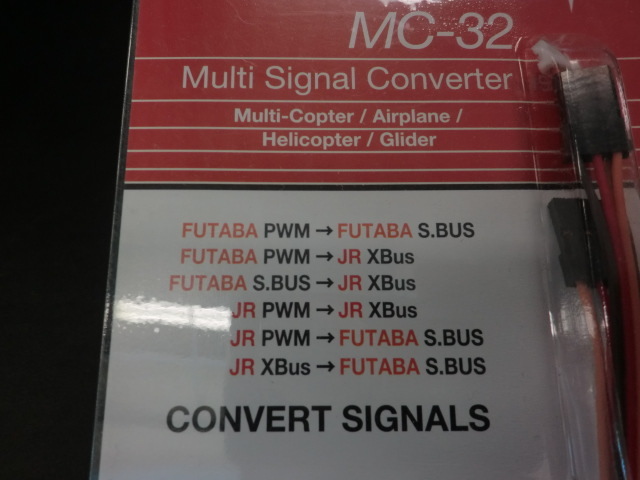 MC-32
Multi Signal Converter
Multi-Copter / Airplane /
Helicopter / Glider
FUTABA PWM → FUTABA S.BUS
FUTABA PWM → JR XBus
FUTABA S.BUS → JR XBus
JR PWM → JR XBus
JR PWM → FUTABA S.BUS
JR XBus → FUTABA S.BUS
CONVERT SIGNALS